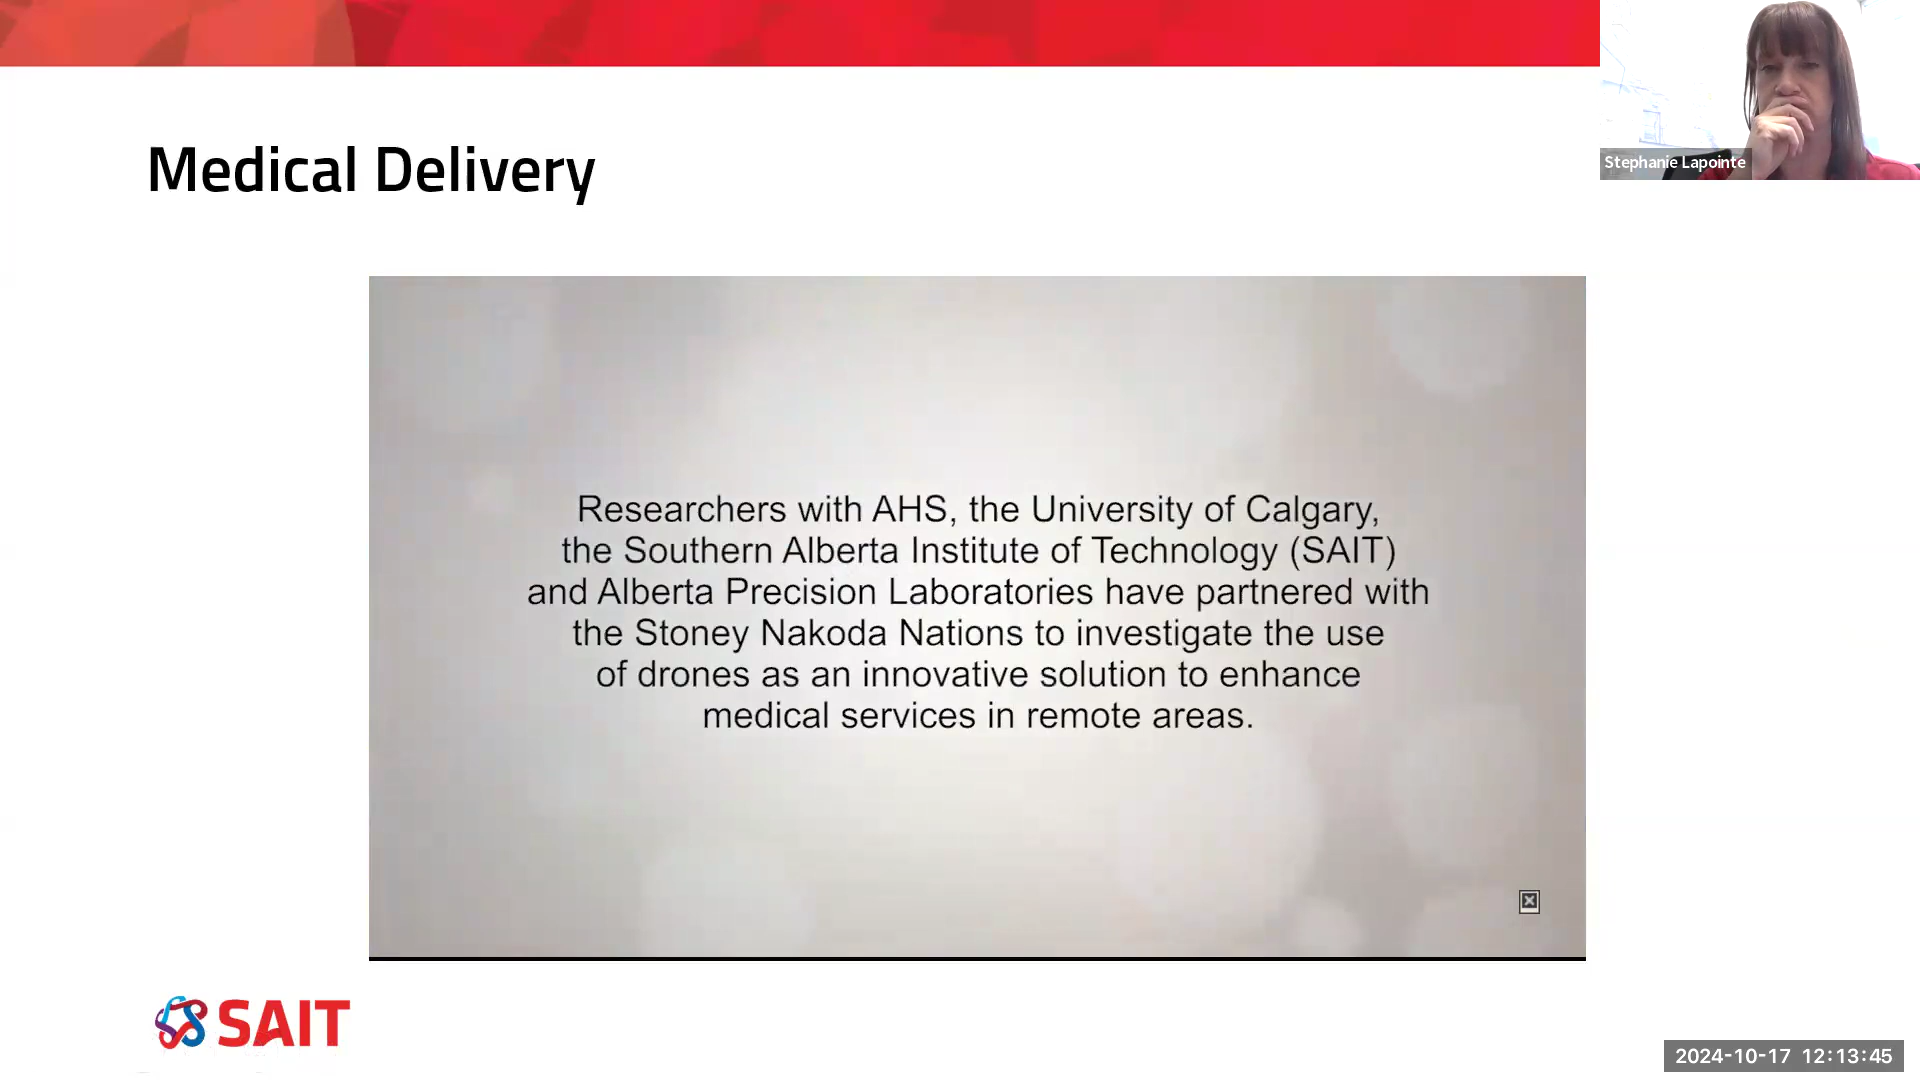 Medical Delivery
Stephanie Lapointe
Researchers with AHS, the University of Calgary,
the Southern Alberta Institute of Technology (SAIT)
and Alberta Precision Laboratories have partnered with
the Stoney Nakoda Nations to investigate the use
of drones as an innovative solution to enhance
medical services in remote areas.
SAIT
2024-10-17 12:13:45